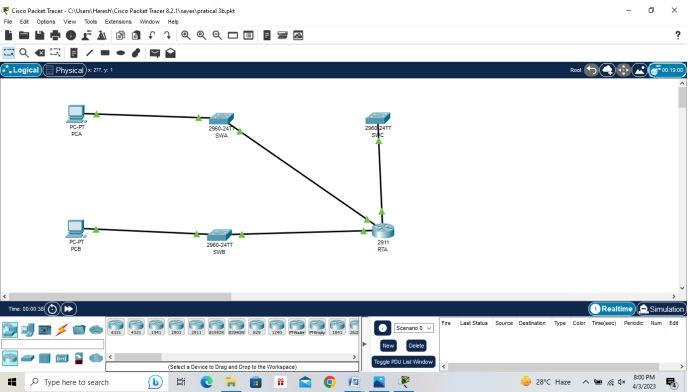 Cisco Packet Tracer - C:\Users\Haresh\Cisco Packet Tracer 8.2.1\saves\pratical 3b.pkt
File Edit Options View Tools Extensions Window Help
?
Logical Physical x: 277, y: 1
Root 00:19:00
PC-PT
PCA
2960-24TT
SWA
2960-24TT
SWC
PC-PT
PCB
2960-24TT
SWB
2911
RTA
Time: 00:00:38
Realtime Simulation
4331 4321 1941 2901 2911 819HGW 829 1240 PT-Router PT-Empty 1841
(Select a Device to Drag and Drop to the Workspace)
Scenario 0
New Delete
Toggle PDU List Window
Fire Last Status Source Destination Type Color Time(sec) Periodic Num Edit
Type here to search
28°C Haze
8:00 PM
4/3/2023